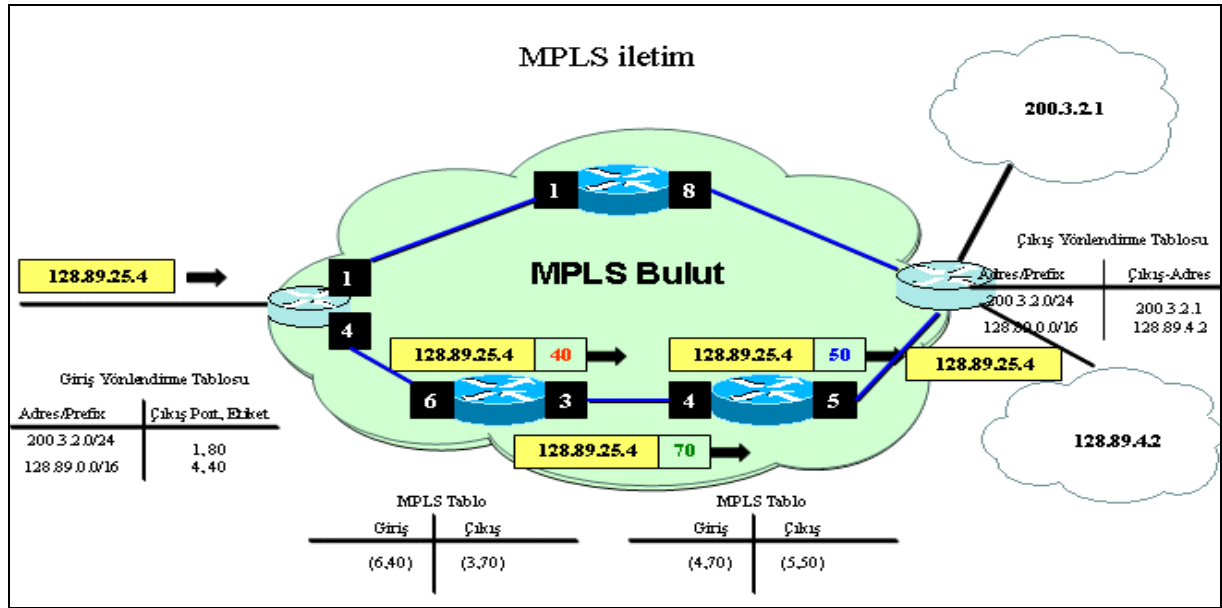 MPLS iletim
200.3.2.1
1
8
MPLS Bulut
128.89.25.4
1
4
Çıkış Yönlendirme Tablosu
Adres/Prefix Çıkış-Adres
200.3.2.0/24 200.3.2.1
128.89.0.0/16 128.89.4.2
128.89.25.4 40
128.89.25.4 50
128.89.25.4
6
3
4
5
128.89.25.4 70
128.89.4.2
Giriş Yönlendirme Tablosu
Adres/Prefix Çıkış Port, Etiket
200.3.2.0/24 1,80
128.89.0.0/16 4,40
MPLS Tablo
Giriş Çıkış
(6,40) (3,70)
MPLS Tablo
Giriş Çıkış
(4,70) (5,50)